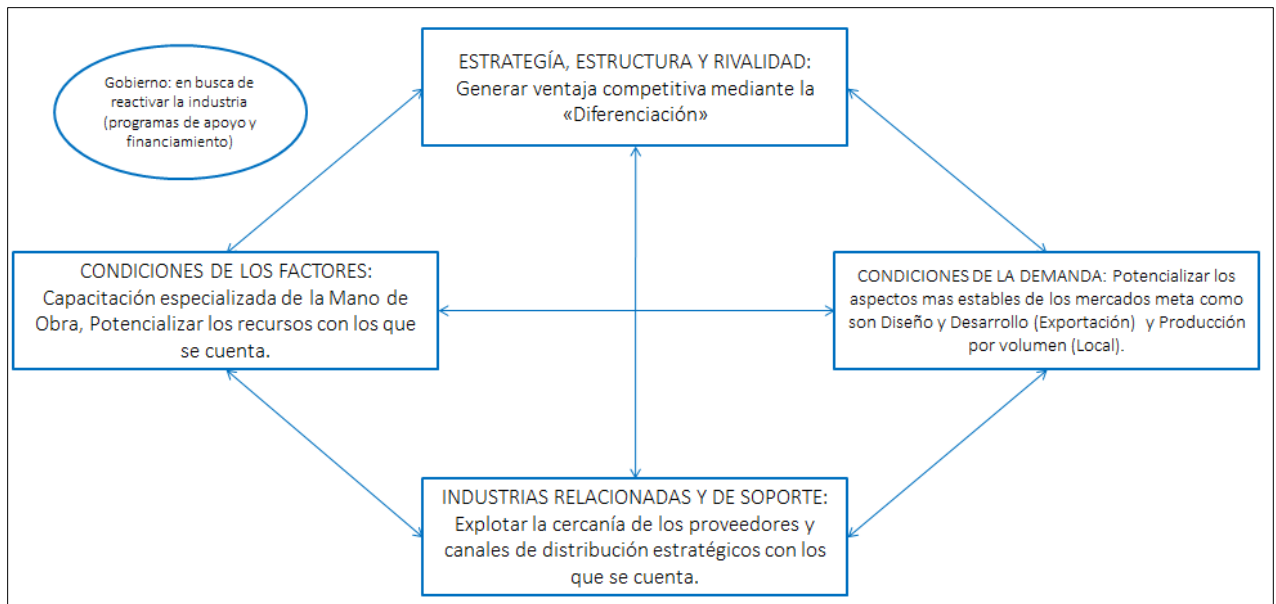 Gobierno: en busca de
reactivar la industria
(programas de apoyo y
financiamiento)
ESTRATEGÍA, ESTRUCTURA Y RIVALIDAD:
Generar ventaja competitiva mediante la
«Diferenciación»
CONDICIONES DE LOS FACTORES:
Capacitación especializada de la Mano de
Obra, Potencializar los recursos con los que
se cuenta.
CONDICIONES DE LA DEMANDA: Potencializar los
aspectos mas estables de los mercados meta como
son Diseño y Desarrollo (Exportación) y Producción
por volumen (Local).
INDUSTRIAS RELACIONADAS Y DE SOPORTE:
Explotar la cercanía de los proveedores y
canales de distribución estratégicos con los
que se cuenta.